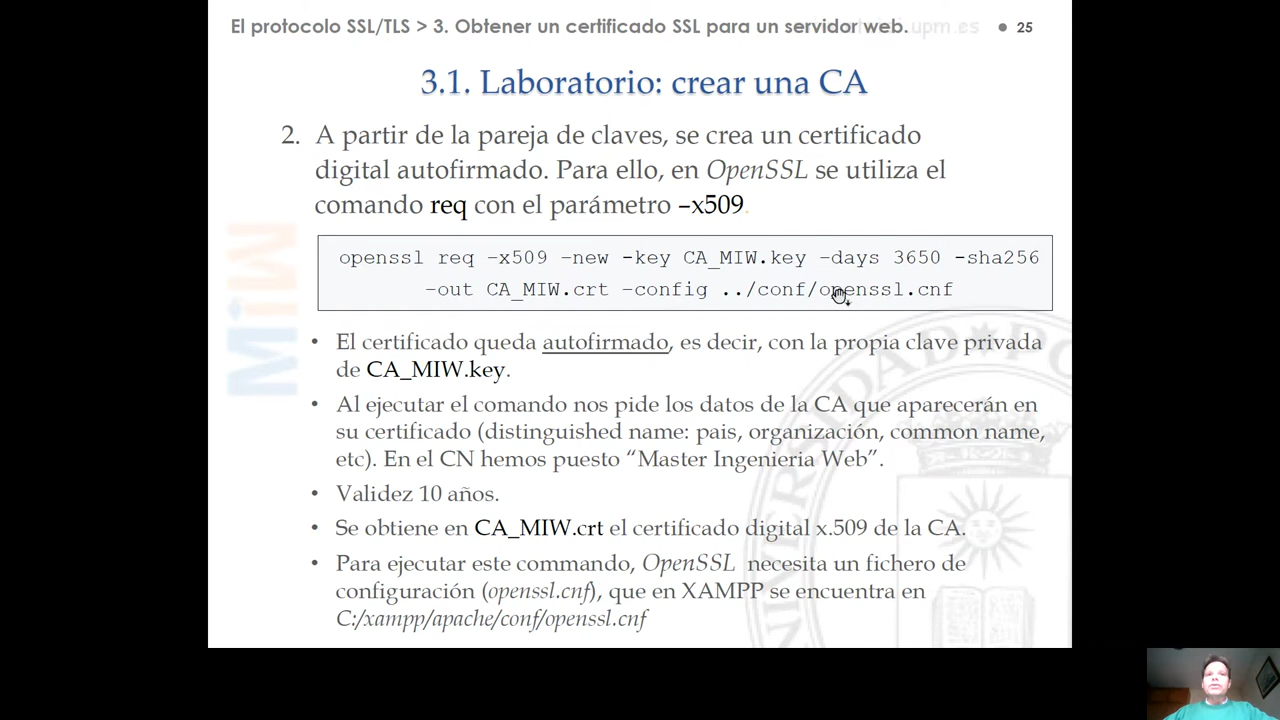 El protocolo SSL/TLS > 3. Obtener un certificado SSL para un servidor web. ● 25
3.1. Laboratorio: crear una CA
2. A partir de la pareja de claves, se crea un certificado
digital autofirmado. Para ello, en OpenSSL se utiliza el
comando req con el parámetro –x509.
openssl req –x509 –new -key CA_MIW.key –days 3650 -sha256
–out CA_MIW.crt –config ../conf/openssl.cnf
• El certificado queda autofirmado, es decir, con la propia clave privada
de CA_MIW.key.
• Al ejecutar el comando nos pide los datos de la CA que aparecerán en
su certificado (distinguished name: pais, organización, common name,
etc). En el CN hemos puesto “Master Ingenieria Web”.
• Validez 10 años.
• Se obtiene en CA_MIW.crt el certificado digital x.509 de la CA.
• Para ejecutar este commando, OpenSSL necesita un fichero de
configuración (openssl.cnf), que en XAMPP se encuentra en
C:/xampp/apache/conf/openssl.cnf
MiW